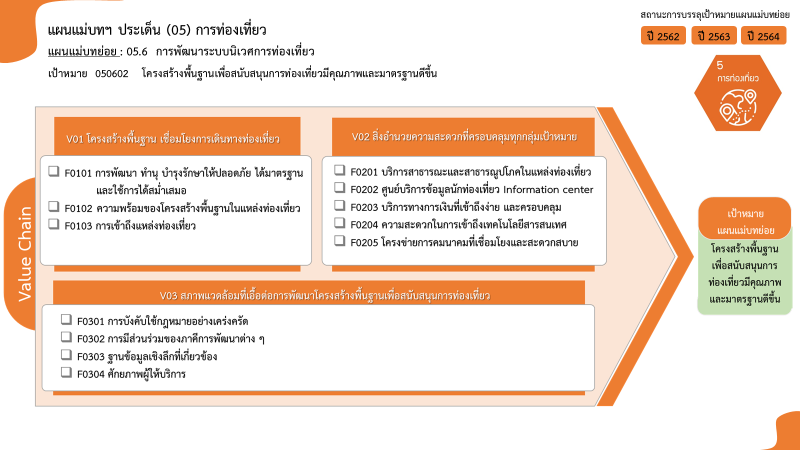 แผนแม่บทฯ ประเด็น (05) การท่องเที่ยว
แผนแม่บทย่อย : 05.6 การพัฒนาระบบนิเวศการท่องเที่ยว
เป้าหมาย 050602 โครงสร้างพื้นฐานเพื่อสนับสนุนการท่องเที่ยวมีคุณภาพและมาตรฐานดีขึ้น
สถานะการบรรลุเป้าหมายแผนแม่บทย่อย
ปี 2562 ปี 2563 ปี 2564
5
การท่องเที่ยว
Value Chain
V01 โครงสร้างพื้นฐาน เชื่อมโยงการเดินทางท่องเที่ยว
F0101 การพัฒนา ทำนุ บำรุงรักษาให้ปลอดภัย ได้มาตรฐาน
และใช้การได้สม่ำเสมอ
F0102 ความพร้อมของโครงสร้างพื้นฐานในแหล่งท่องเที่ยว
F0103 การเข้าถึงแหล่งท่องเที่ยว
V02 สิ่งอำนวยความสะดวกที่ครอบคลุมทุกกลุ่มเป้าหมาย
F0201 บริการสาธารณะและสาธารณูปโภคในแหล่งท่องเที่ยว
F0202 ศูนย์บริการข้อมูลนักท่องเที่ยว Information center
F0203 บริการทางการเงินที่เข้าถึงง่าย และครอบคลุม
F0204 ความสะดวกในการเข้าถึงเทคโนโลยีสารสนเทศ
F0205 โครงข่ายการคมนาคมที่เชื่อมโยงและสะดวกสบาย
V03 สภาพแวดล้อมที่เอื้อต่อการพัฒนาโครงสร้างพื้นฐานเพื่อสนับสนุนการท่องเที่ยว
F0301 การบังคับใช้กฎหมายอย่างเคร่งครัด
F0302 การมีส่วนร่วมของภาคีการพัฒนาต่าง ๆ
F0303 ฐานข้อมูลเชิงลึกที่เกี่ยวข้อง
F0304 ศักยภาพผู้ให้บริการ
เป้าหมาย
แผนแม่บทย่อย
โครงสร้างพื้นฐาน
เพื่อสนับสนุนการ
ท่องเที่ยวมีคุณภาพ
และมาตรฐานดีขึ้น